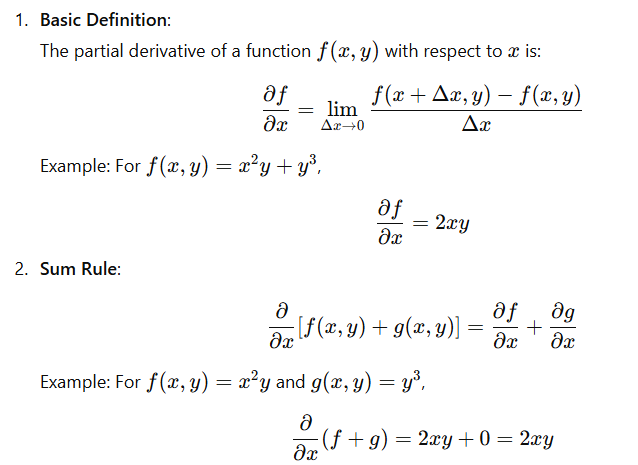 1. Basic Definition:
The partial derivative of a function f(x, y) with respect to x is:
∂f/∂x = lim_{Δx→0} (f(x + Δx, y) − f(x, y))/Δx
Example: For f(x, y) = x²y + y³,
∂f/∂x = 2xy
2. Sum Rule:
∂/∂x [f(x, y) + g(x, y)] = ∂f/∂x + ∂g/∂x
Example: For f(x, y) = x²y and g(x, y) = y³,
∂/∂x (f + g) = 2xy + 0 = 2xy